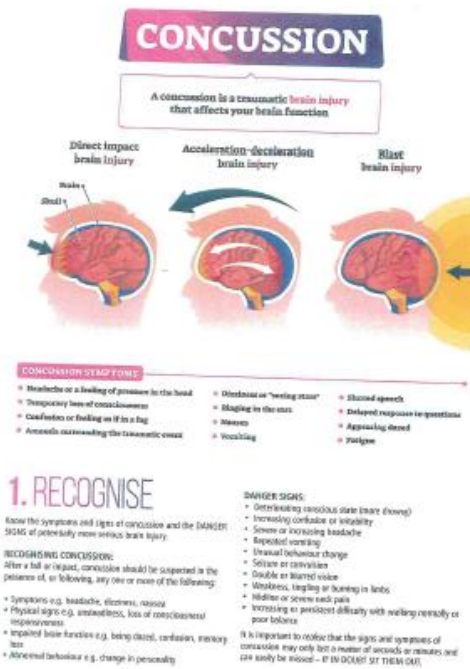 CONCUSSION
A concussion is a traumatic brain injury
that affects your brain function
Direct impact
brain injury
Acceleration-deceleration
brain injury
Blast
brain injury
Brain
Skull
CONCUSSION SYMPTOMS
Headache or a feeling of pressure in the head
Temporary loss of consciousness
Confusion or feeling as if in a fog
Amnesia surrounding the traumatic event
Dizziness or "seeing stars"
Ringing in the ears
Nausea
Vomiting
Slurred speech
Delayed response to questions
Appearing dazed
Fatigue
1. RECOGNISE
Know the symptoms and signs of concussion and the DANGER
SIGNS of potentially more serious brain injury.
RECOGNISING CONCUSSION:
After a fall or impact, concussion should be suspected in the
presence of, or following, any one or more of the following:
• Symptoms e.g. headache, dizziness, nausea
• Physical signs e.g. unsteadiness, loss of consciousness/
responsiveness
• Impaired brain function e.g. being dazed, confusion, memory
loss
• Abnormal behaviour e.g. change in personality
DANGER SIGNS:
• Deteriorating conscious state (more drowsy)
• Increasing confusion or irritability
• Severe or increasing headache
• Repeated vomiting
• Unusual behaviour change
• Seizure or convulsion
• Double or blurred vision
• Weakness, tingling or burning in limbs
• Midline or severe neck pain
• Increasing or persistent difficulty with walking normally or
poor balance
It is important to realise that the signs and symptoms of
concussion may only last a matter of seconds or minutes and
can easily be missed - IF IN DOUBT SIT THEM OUT.